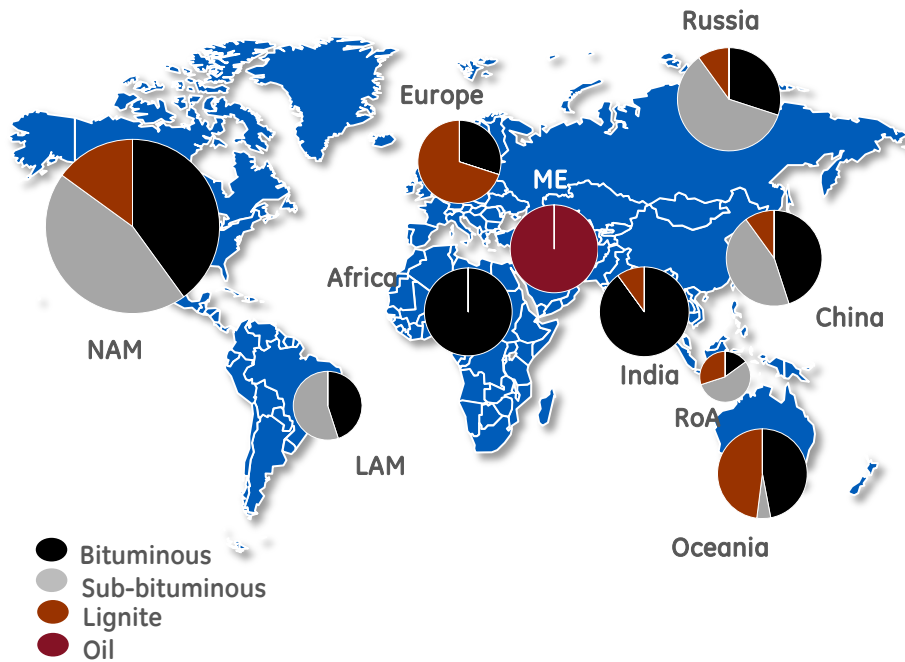 Russia
Europe
ME
Africa
China
NAM
India
RoA
LAM
Oceania
Bituminous
Sub-bituminous
Lignite
Oil